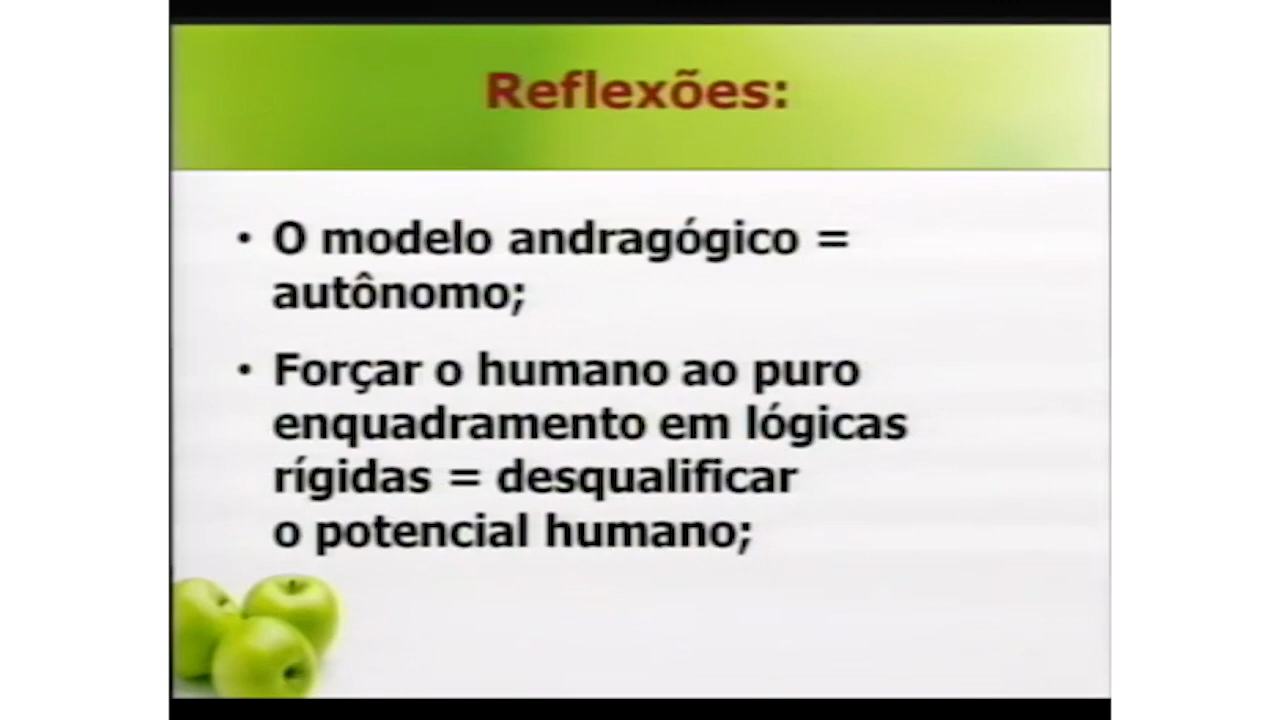 Reflexões:
• O modelo andragógico =
autônomo;
• Forçar o humano ao puro
enquadramento em lógicas
rígidas = desqualificar
o potencial humano;